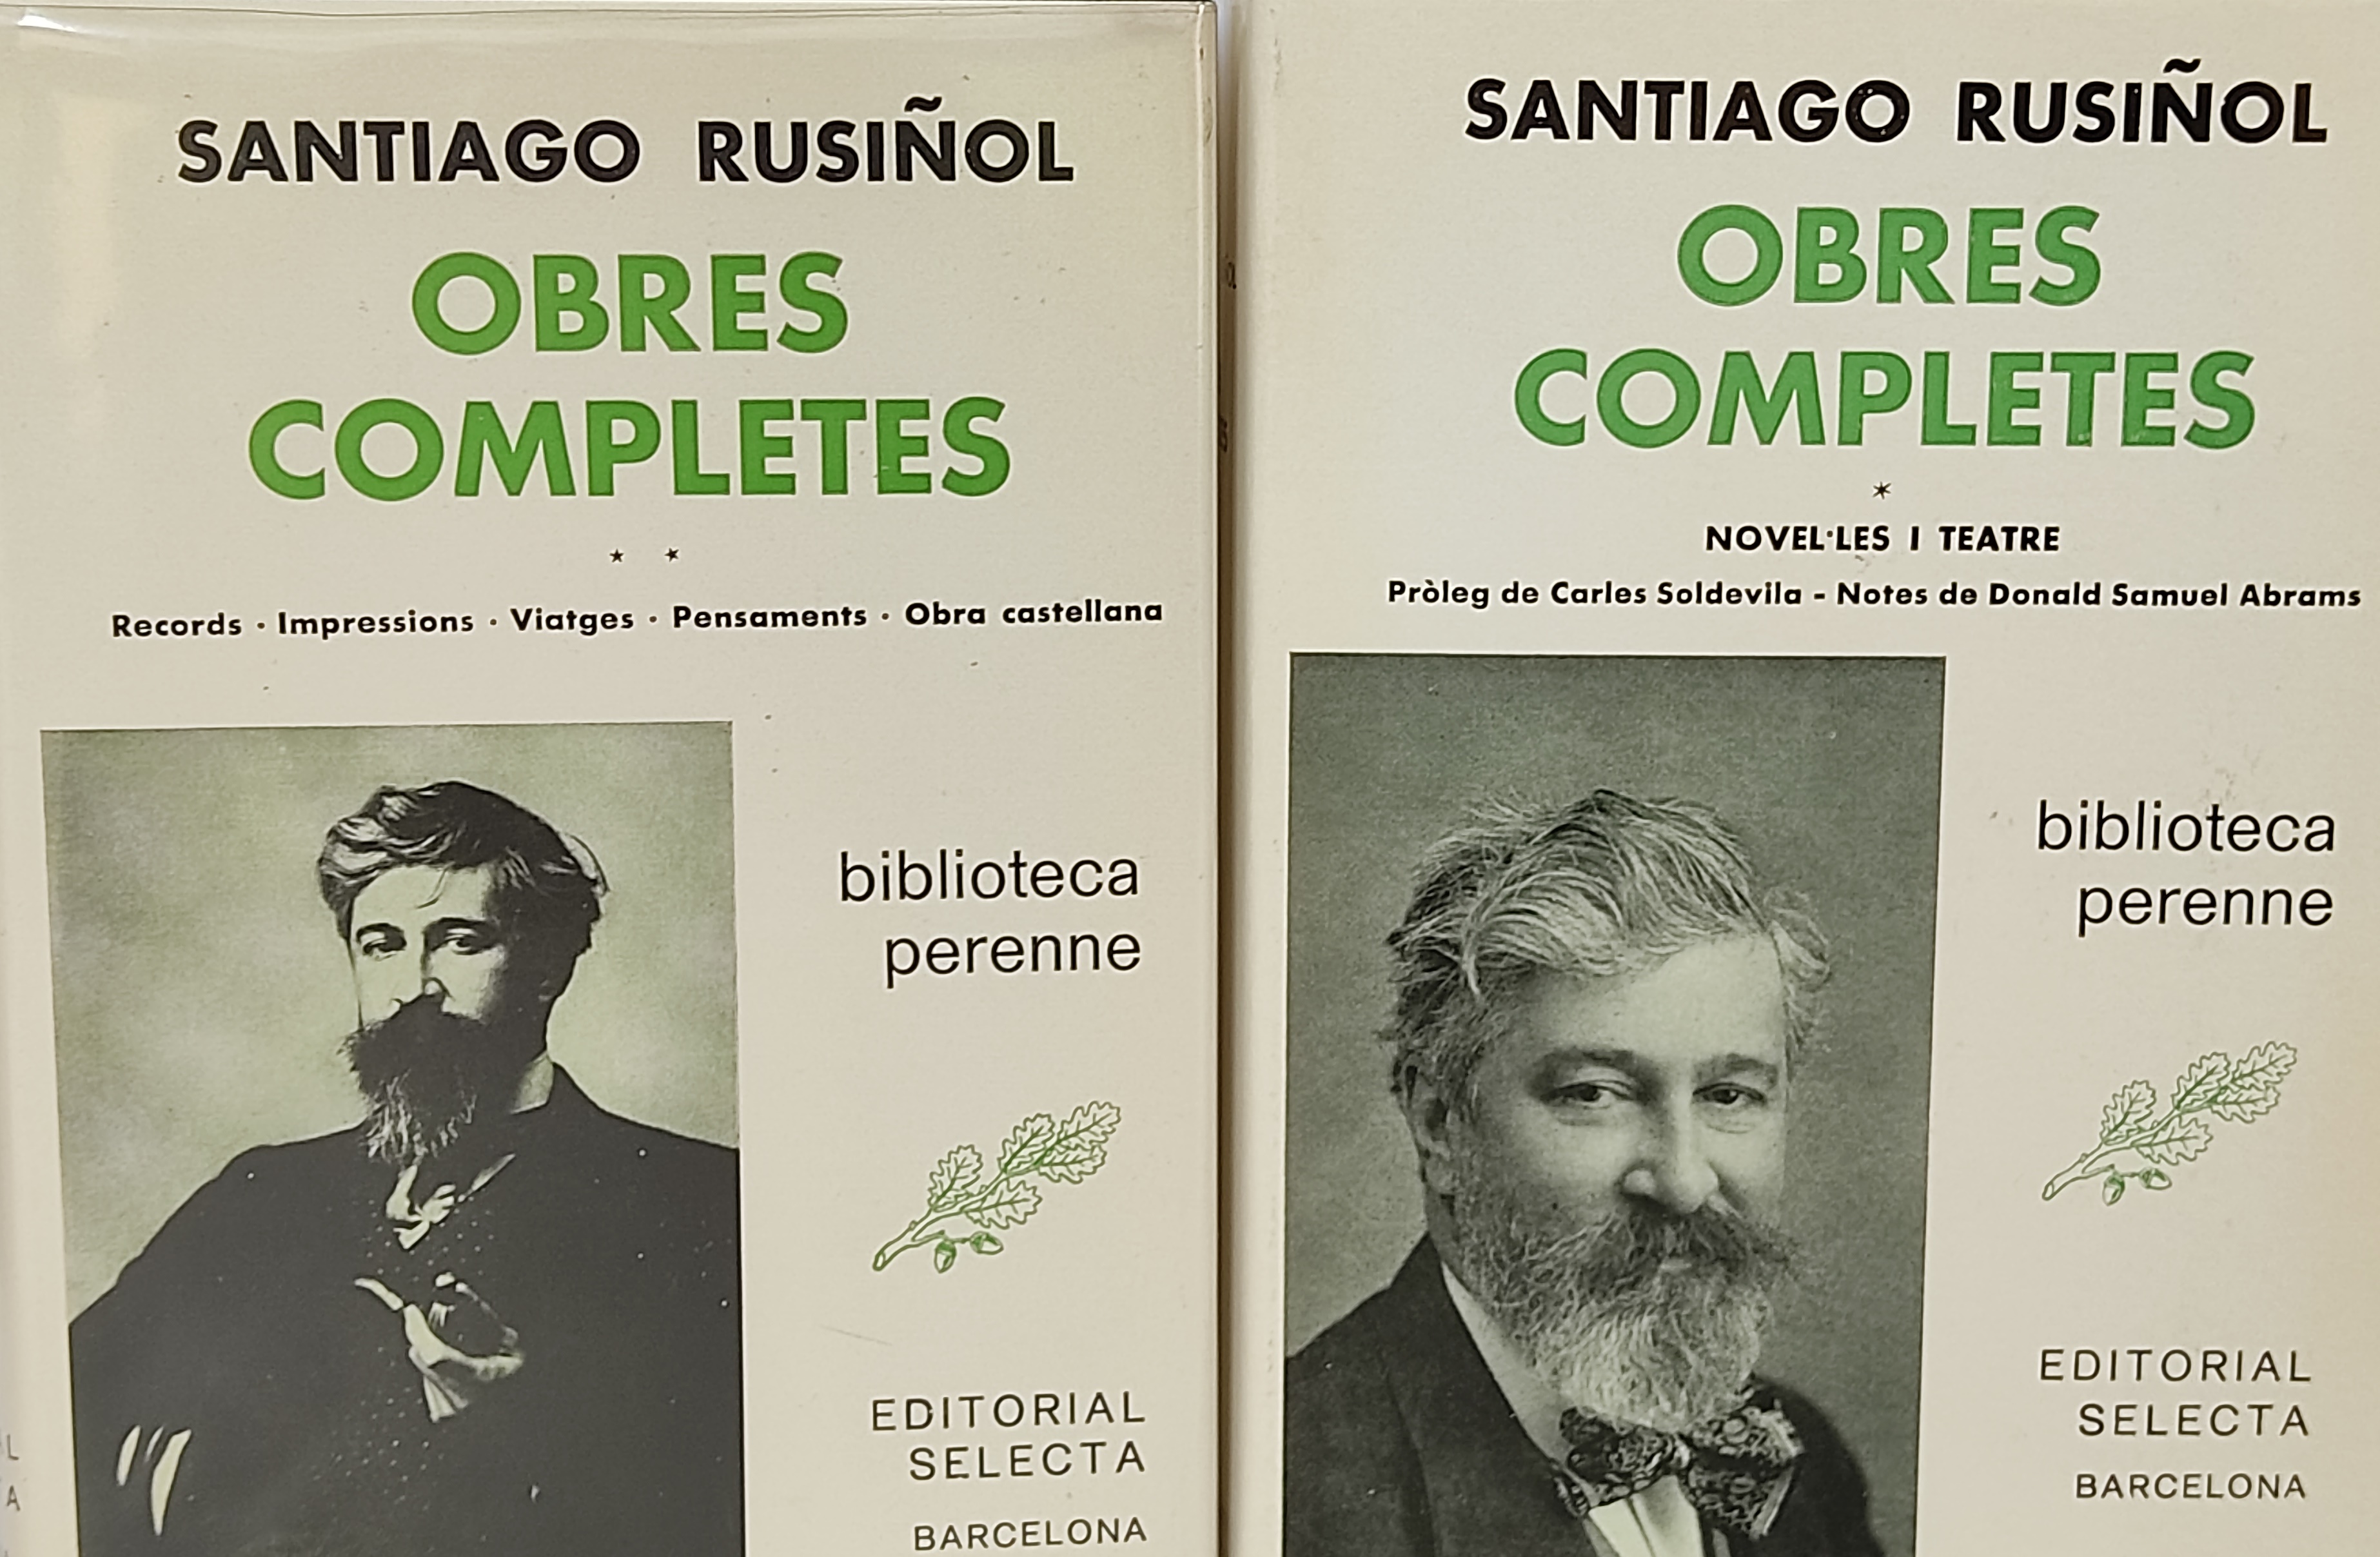 SANTIAGO RUSIÑOL
OBRES
COMPLETES
* *
Records · Impressions · Viatges · Pensaments · Obra castellana
biblioteca
perenne
EDITORIAL
SELECTA
BARCELONA
L
A
SANTIAGO RUSIÑOL
OBRES
COMPLETES
*
NOVEL·LES I TEATRE
Pròleg de Carles Soldevila - Notes de Donald Samuel Abrams
biblioteca
perenne
EDITORIAL
SELECTA
BARCELONA